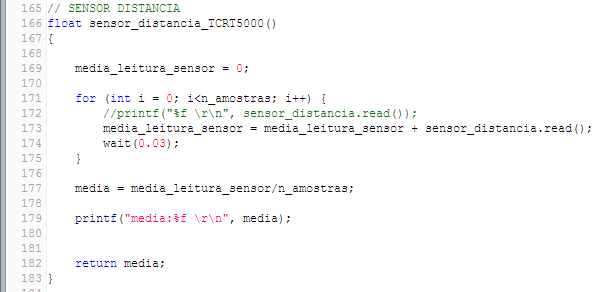 165 // SENSOR DISTANCIA
166 float sensor_distancia_TCRT5000()
167 {
168
169     media_leitura_sensor = 0;
170
171     for (int i = 0; i<n_amostras; i++) {
172         //printf("%f \r\n", sensor_distancia.read());
173         media_leitura_sensor = media_leitura_sensor + sensor_distancia.read();
174         wait(0.03);
175     }
176
177     media = media_leitura_sensor/n_amostras;
178
179     printf("media:%f \r\n", media);
180
181
182     return media;
183 }